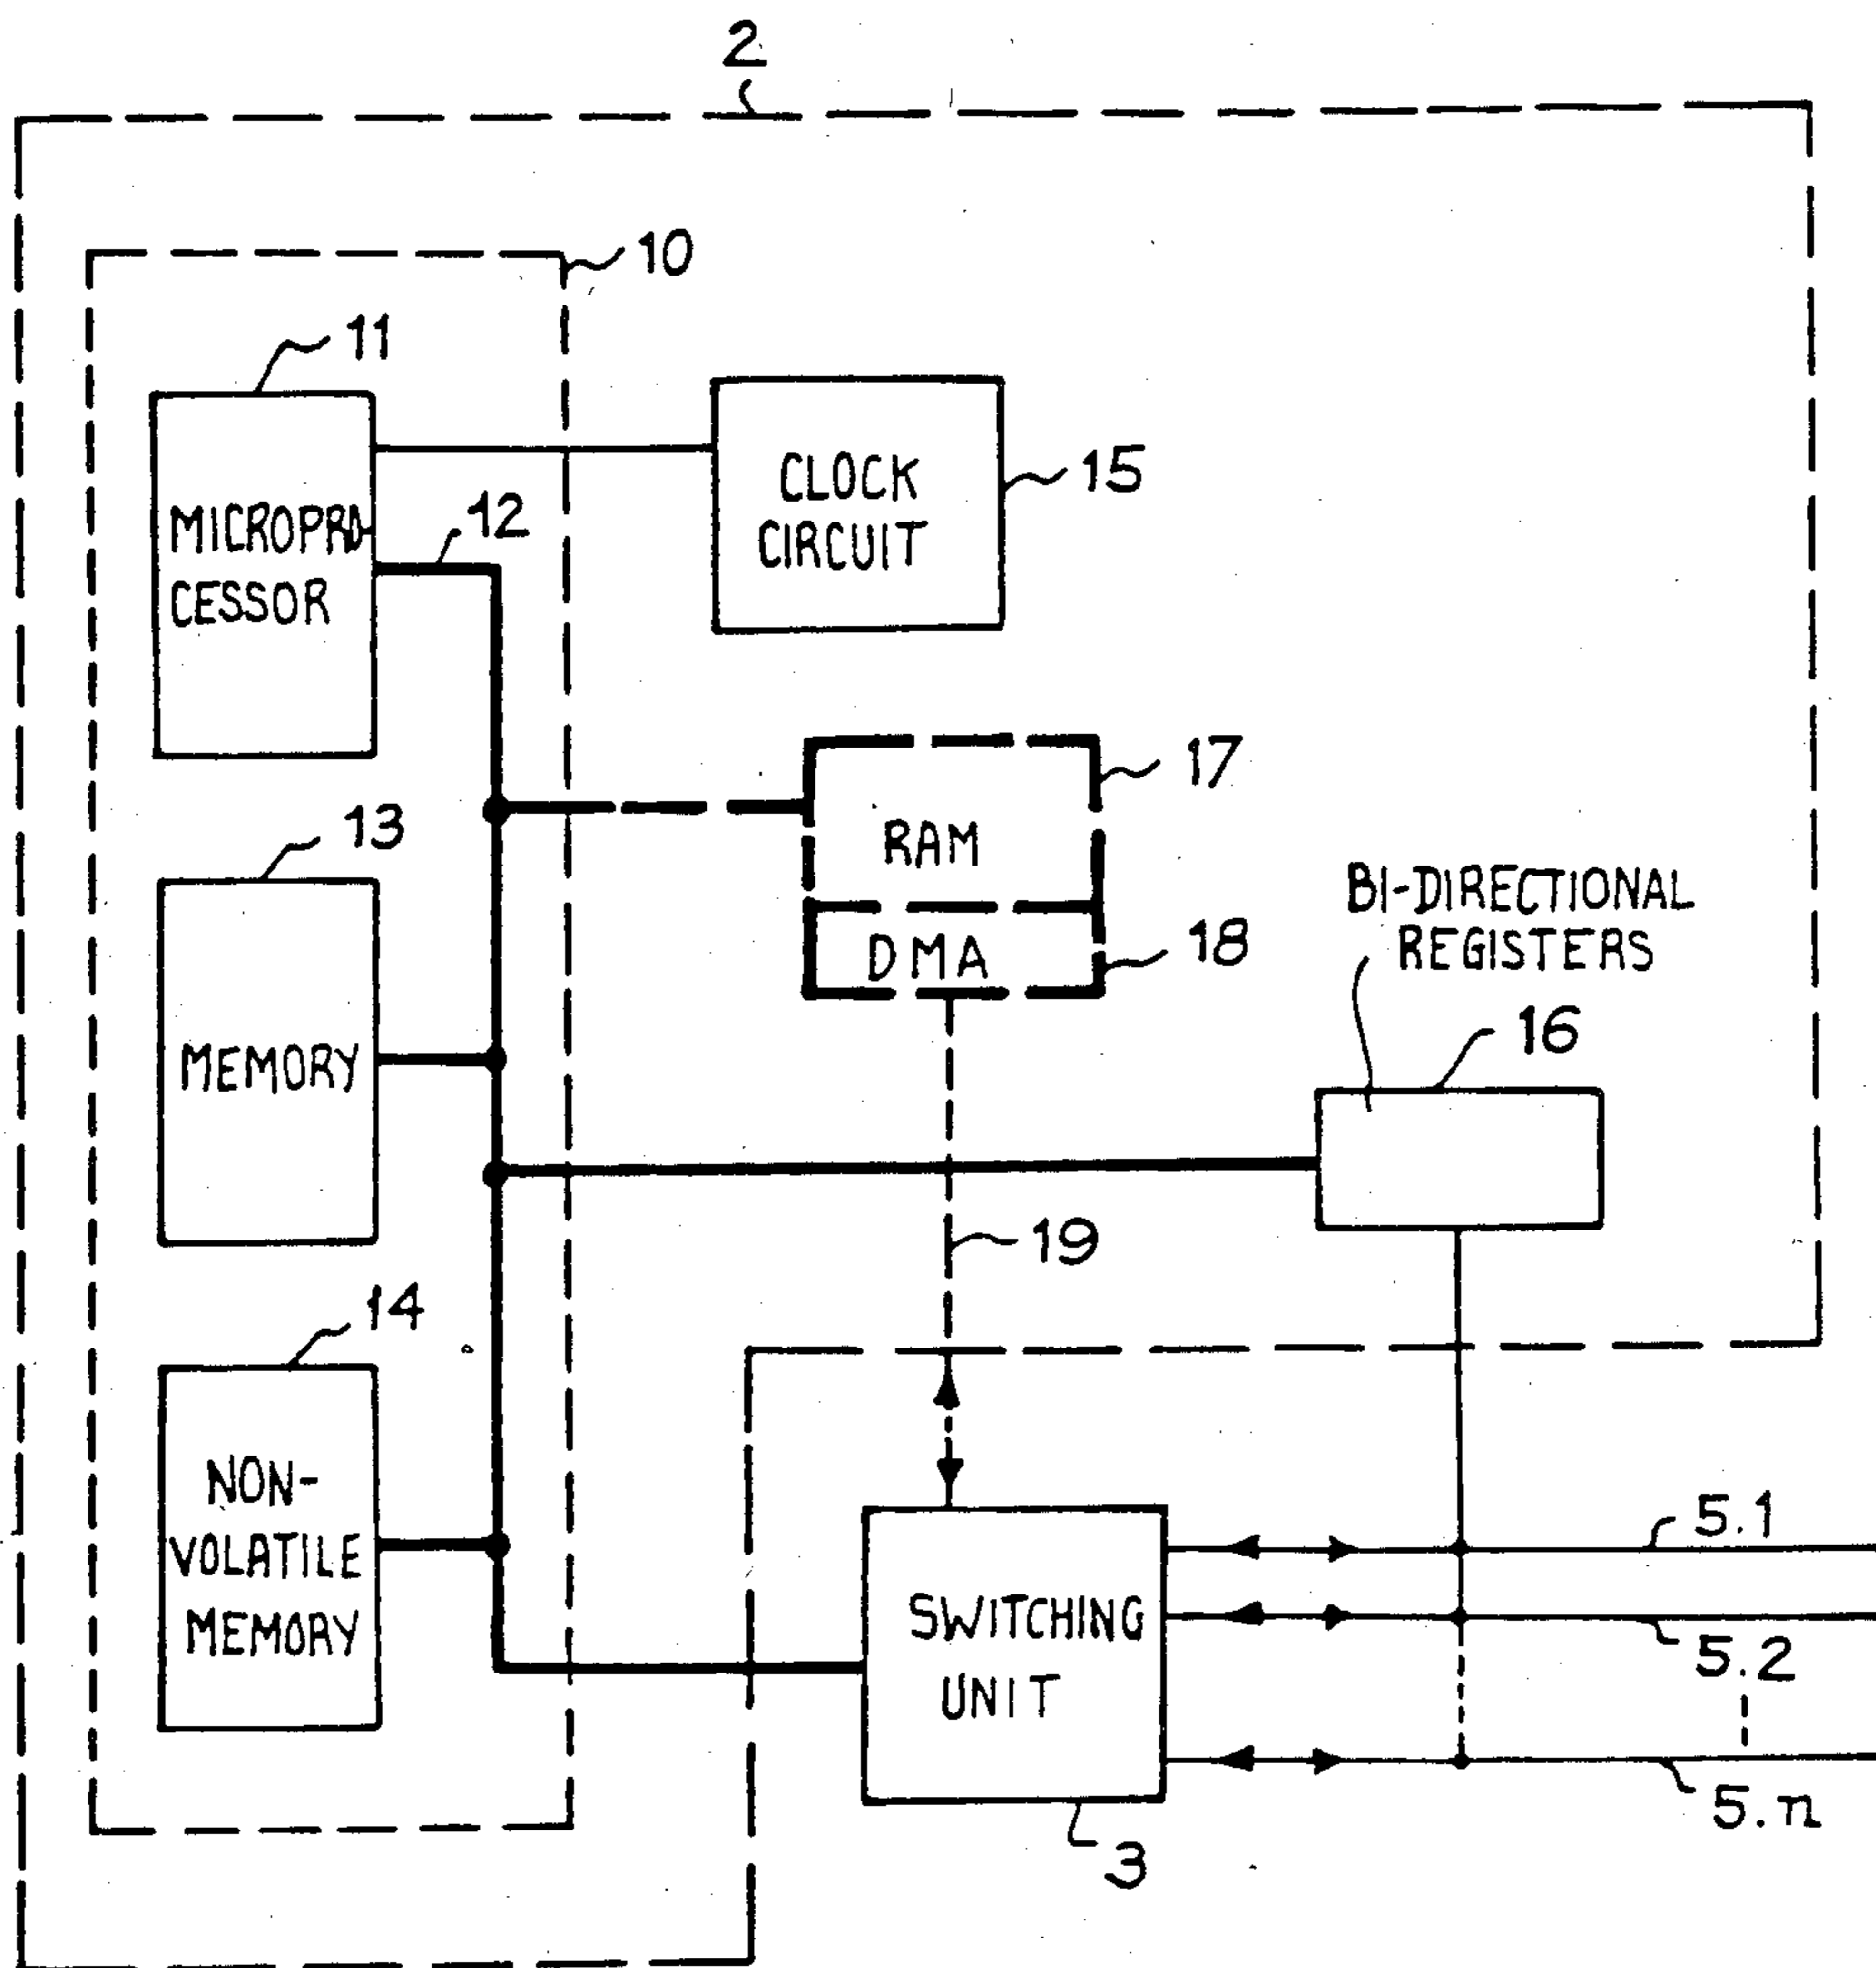 2
10
11
MICROPRO-
CESSOR
12
CLOCK
CIRCUIT
15
17
RAM
DMA
18
13
MEMORY
BI-DIRECTIONAL
REGISTERS
16
19
14
NON-
VOLATILE
MEMORY
SWITCHING
UNIT
3
5.1
5.2
5.n